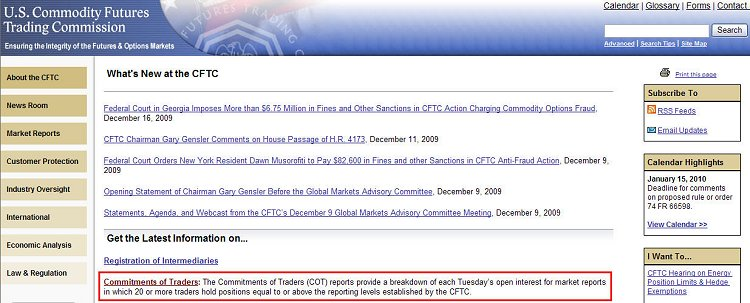 U.S. Commodity Futures
Trading Commission
Ensuring the Integrity of the Futures & Options Markets
FUTURES TRADING COM
Calendar | Glossary | Forms | Contact
Search
Advanced | Search Tips | Site Map
About the CFTC
News Room
Market Reports
Customer Protection
Industry Oversight
International
Economic Analysis
Law & Regulation
What's New at the CFTC
Federal Court in Georgia Imposes More than $6.75 Million in Fines and Other Sanctions in CFTC Action Charging Commodity Options Fraud,
December 16, 2009
CFTC Chairman Gary Gensler Comments on House Passage of H.R. 4173, December 11, 2009
Federal Court Orders New York Resident Dawn Musorofiti to Pay $82,600 in Fines and other Sanctions in CFTC Anti-Fraud Action, December 9,
2009
Opening Statement of Chairman Gary Gensler Before the Global Markets Advisory Committee, December 9, 2009
Statements, Agenda, and Webcast from the CFTC's December 9 Global Markets Advisory Committee Meeting, December 9, 2009
Get the Latest Information on...
Registration of Intermediaries
Commitments of Traders: The Commitments of Traders (COT) reports provide a breakdown of each Tuesday's open interest for market reports
in which 20 or more traders hold positions equal to or above the reporting levels established by the CFTC.
Print this page
Subscribe To
RSS Feeds
Email Updates
Calendar Highlights
January 15, 2010
Deadline for comments
on proposed rule or order
74 FR 66598.
View Calendar >>
I Want To...
CFTC Hearing on Energy
Position Limits & Hedge
Exemptions